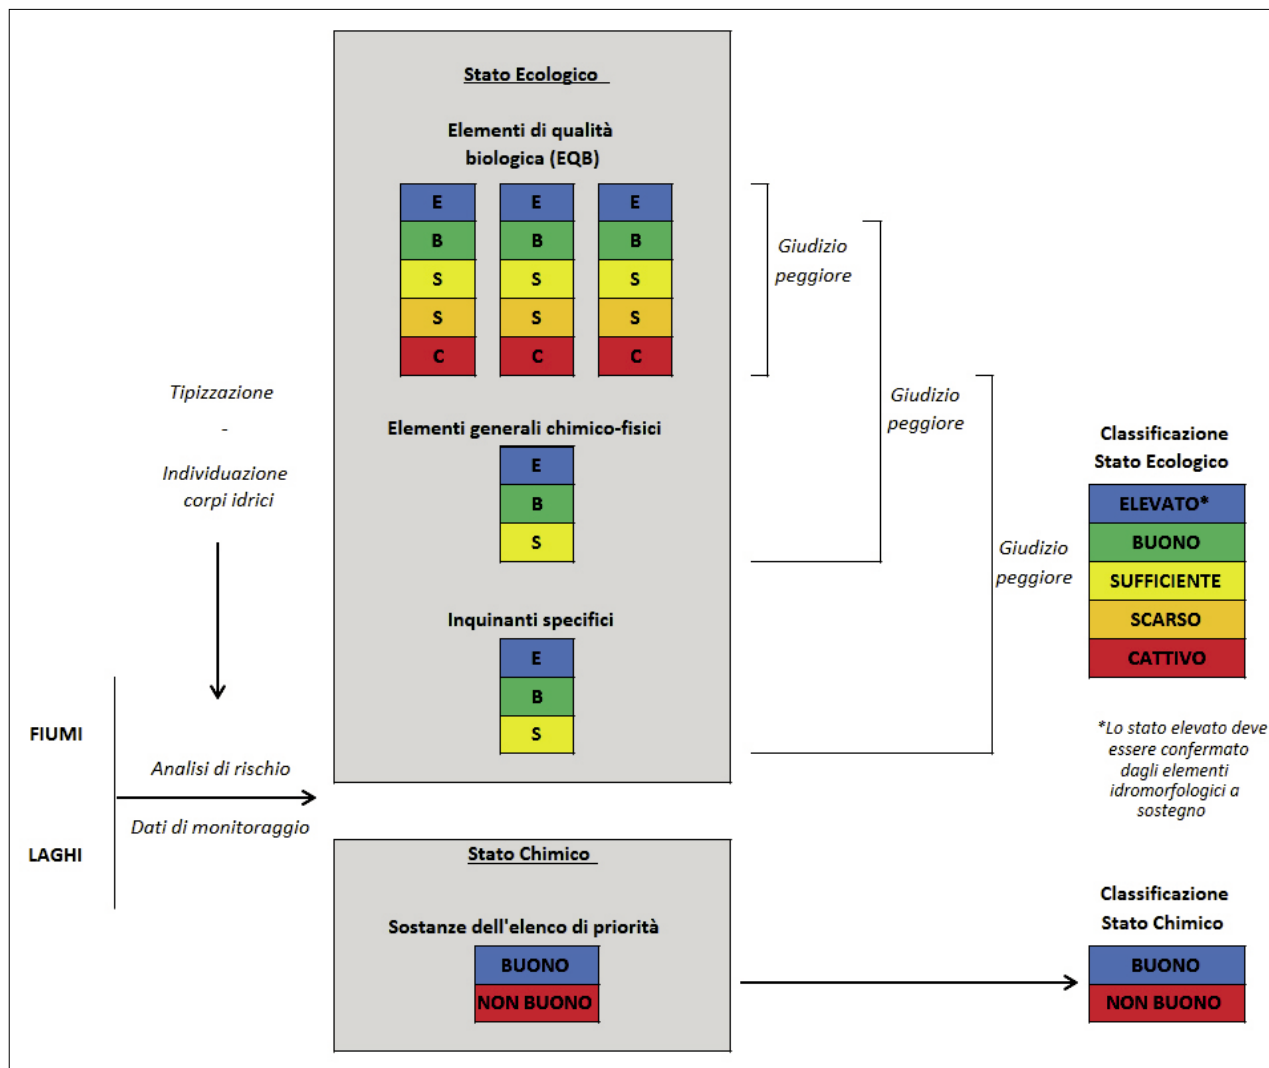 Stato Ecologico
Elementi di qualità
biologica (EQB)
E E E
B B B
S S S
S S S
C C C
Giudizio
peggiore
Tipizzazione
-
Individuazione
corpi idrici
Elementi generali chimico-fisici
E
B
S
Giudizio
peggiore
Inquinanti specifici
E
B
S
Giudizio
peggiore
Classificazione
Stato Ecologico
ELEVATO*
BUONO
SUFFICIENTE
SCARSO
CATTIVO
*Lo stato elevato deve
essere confermato
dagli elementi
idromorfologici a
sostegno
FIUMI
LAGHI
Analisi di rischio
Dati di monitoraggio
Stato Chimico
Sostanze dell'elenco di priorità
BUONO
NON BUONO
Classificazione
Stato Chimico
BUONO
NON BUONO